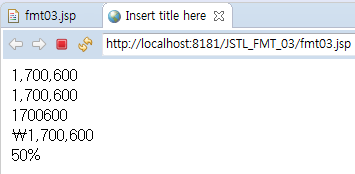 fmt03.jsp
Insert title here
http://localhost:8181/JSTL_FMT_03/fmt03.jsp
1,700,600
1,700,600
1700600
₩1,700,600
50%